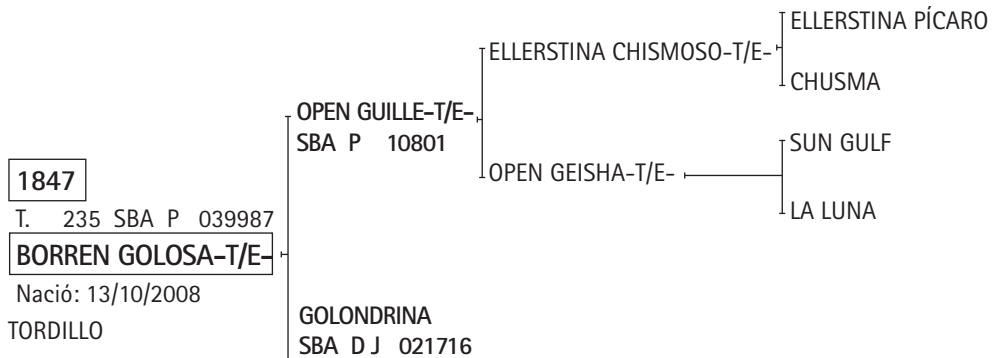 ELLERSTINA PÍCARO
ELLERSTINA CHISMOSO-T/E-
CHUSMA
OPEN GUILLE-T/E-
SBA P 10801
SUN GULF
OPEN GEISHA-T/E-
LA LUNA
1847
T. 235 SBA P 039987
BORREN GOLOSA-T/E-
Nació: 13/10/2008
TORDILLO
GOLONDRINA
SBA D J 021716